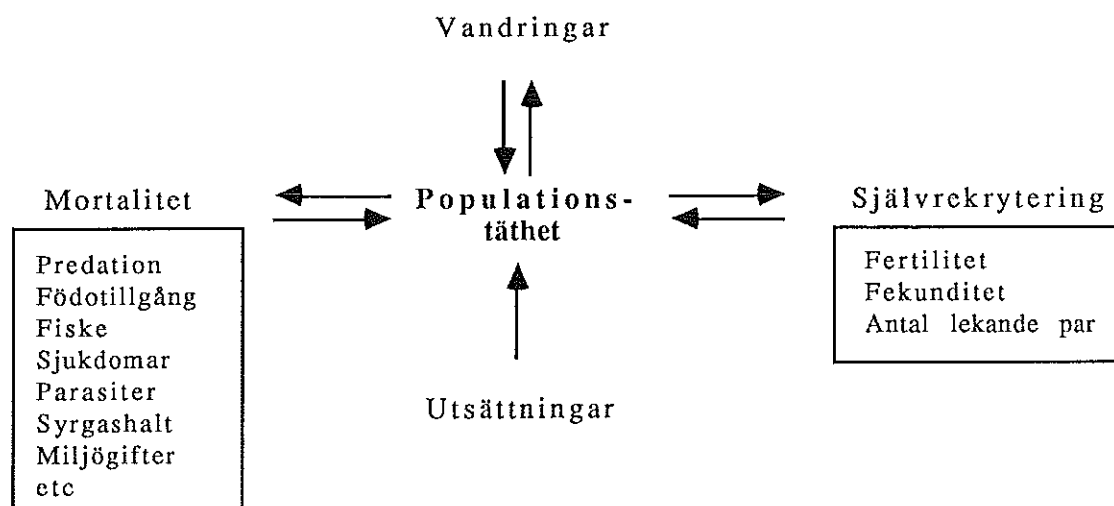 Vandringar
Mortalitet
Populations-
täthet
Självrekrytering
Predation
Födotillgång
Fiske
Sjukdomar
Parasiter
Syrgashalt
Miljögifter
etc
Fertilitet
Fekunditet
Antal lekande par
Utsättningar